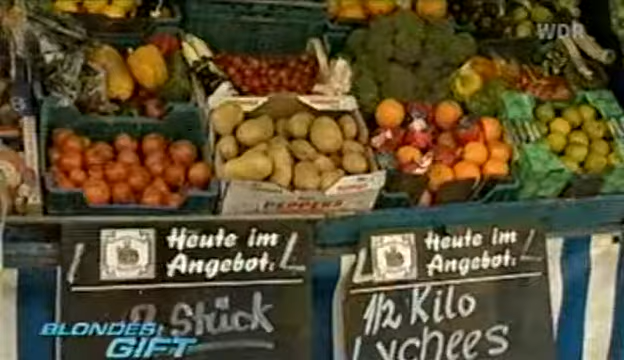 WDR
Heute im
Angebot:
2 Stück
Heute im
Angebot:
1/2 Kilo
Lychees
BLONDES
GIFT